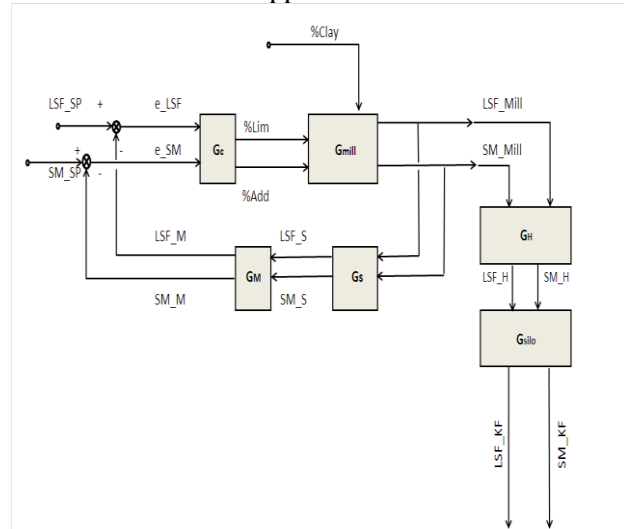 %Clay
LSF_SP + e_LSF
LSF_Mill
%Lim
Gc
Gmill
+ - e_SM
SM_Mill
SM_SP -
%Add
LSF_M LSF_S
GH
GM
Gs
LSF_H SM_H
SM_M SM_S
Gsilo
LSF_KF
SM_KF